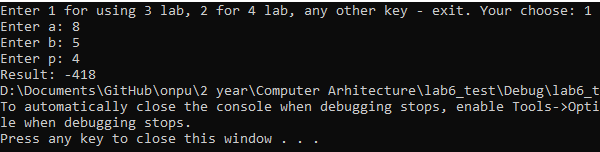 Enter 1 for using 3 lab, 2 for 4 lab, any other key - exit. Your choose: 1
Enter a: 8
Enter b: 5
Enter p: 4
Result: -418
D:\Documents\GitHub\onpu\2 year\Computer Arhitecture\lab6_test\Debug\lab6_t
To automatically close the console when debugging stops, enable Tools->Opti
le when debugging stops.
Press any key to close this window . . .